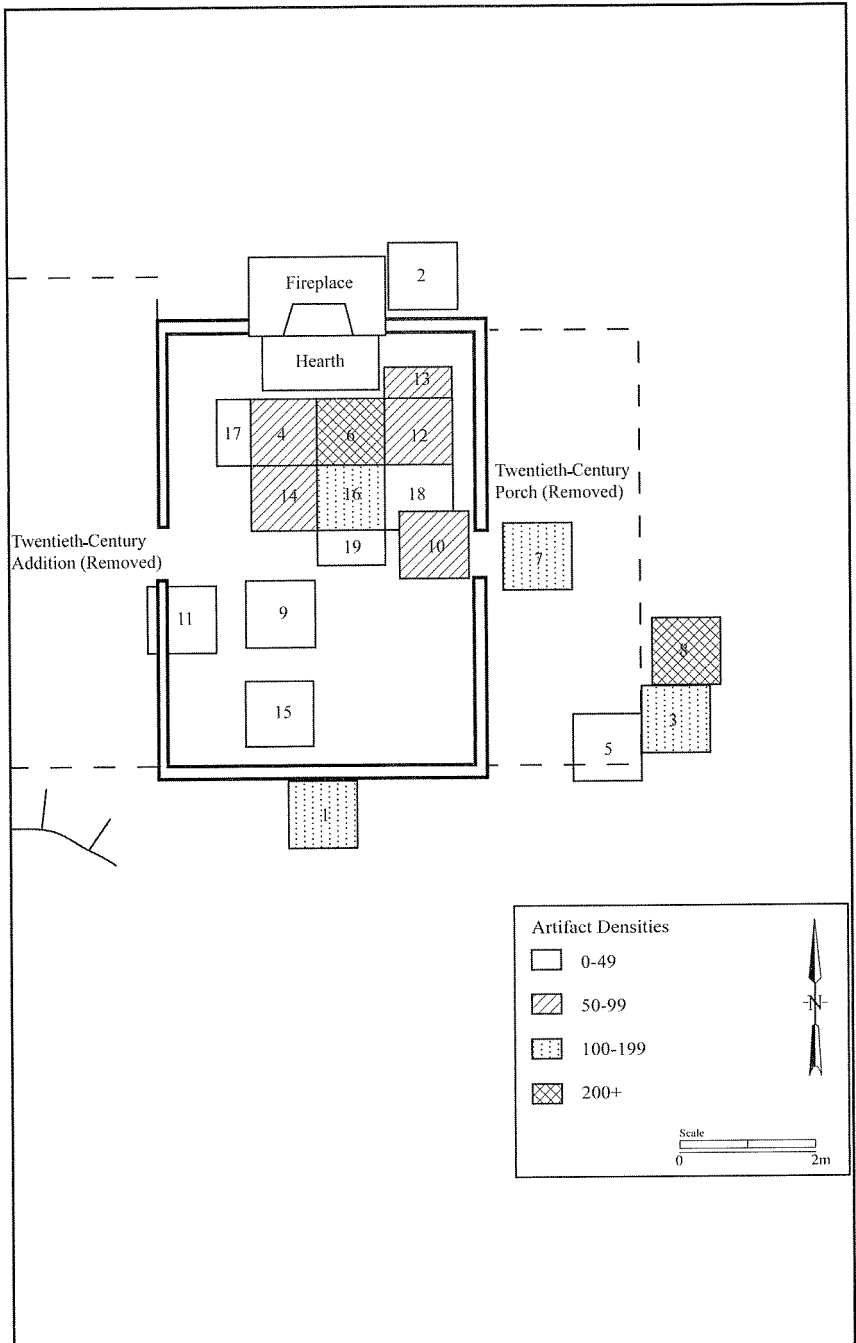 2
Fireplace
Hearth
13
17
4
6
12
Twentieth-Century
Porch (Removed)
14
16
18
Twentieth-Century
Addition (Removed)
19
10
7
11
9
8
15
3
5
1
Artifact Densities
0-49
50-99
100-199
200+
N
Scale
0
2m